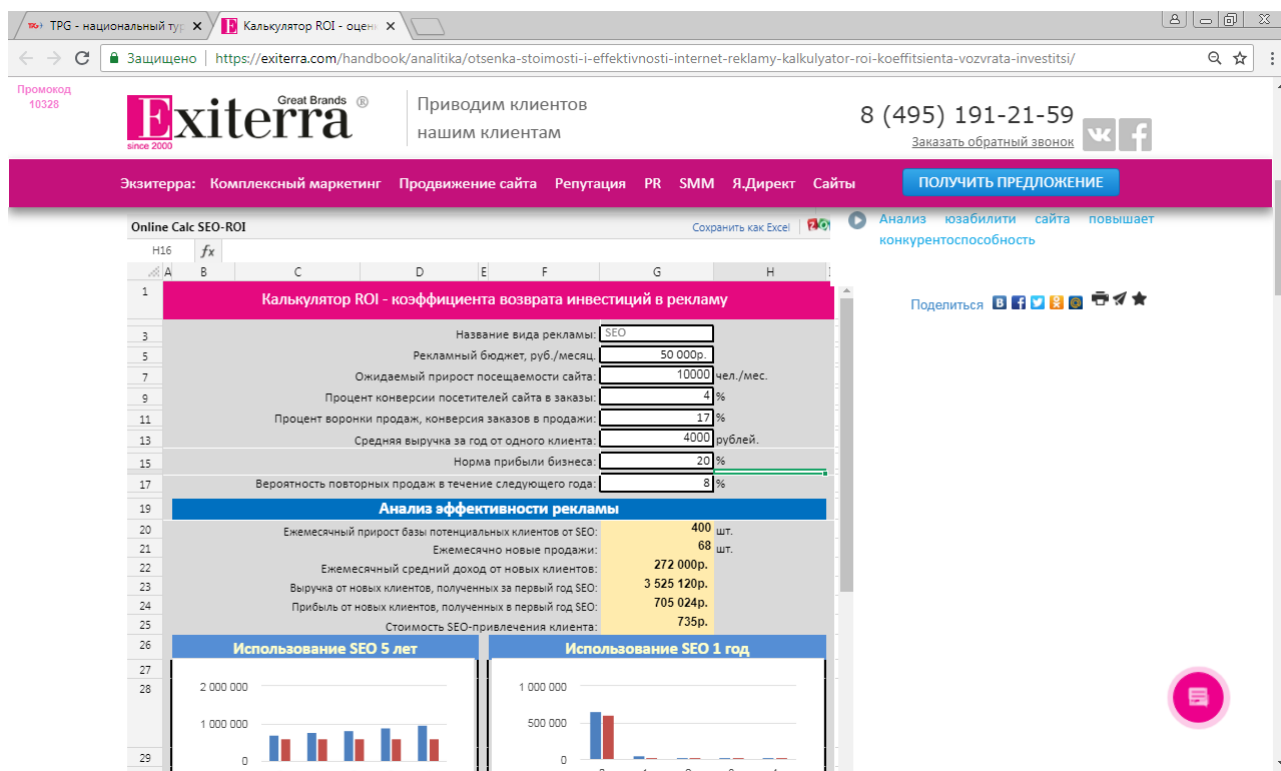 TPG - национальный тур
Калькулятор ROI - оцен
Защищено https://exiterra.com/handbook/analitika/otsenka-stoimosti-i-effektivnosti-internet-reklamy-kalkulyator-roi-koeffitsienta-vozvrata-investitsi/
Промокод
10328
Exiterra
Great Brands ®
since 2000
Приводим клиентов
нашим клиентам
8 (495) 191-21-59
Заказать обратный звонок
Экзитерра: Комплексный маркетинг Продвижение сайта Репутация PR SMM Я.Директ Сайты ПОЛУЧИТЬ ПРЕДЛОЖЕНИЕ
Online Calc SEO-ROI Сохранить как Excel
Анализ юзабилити сайта повышает
конкурентоспособность
Поделиться
H16 fx
A B C D E F G H
1 Калькулятор ROI - коэффициента возврата инвестиций в рекламу
3 Название вида рекламы: SEO
5 Рекламный бюджет, руб./месяц. 50 000р.
7 Ожидаемый прирост посещаемости сайта: 10000 чел./мес.
9 Процент конверсии посетителей сайта в заказы: 4 %
11 Процент воронки продаж, конверсия заказов в продажи: 17 %
13 Средняя выручка за год от одного клиента: 4000 рублей.
15 Норма прибыли бизнеса: 20 %
17 Вероятность повторных продаж в течение следующего года: 8 %
19 Анализ эффективности рекламы
20 Ежемесячный прирост базы потенциальных клиентов от SEO: 400 шт.
21 Ежемесячно новые продажи: 68 шт.
22 Ежемесячный средний доход от новых клиентов: 272 000р.
23 Выручка от новых клиентов, полученных за первый год SEO: 3 525 120р.
24 Прибыль от новых клиентов, полученных в первый год SEO: 705 024р.
25 Стоимость SEO-привлечения клиента: 735р.
26 Использование SEO 5 лет Использование SEO 1 год
27
28 2 000 000 1 000 000
1 000 000 500 000
29 0 0